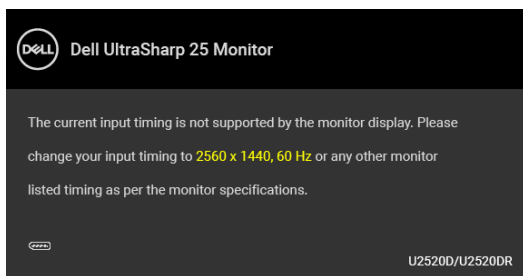 DELL
Dell UltraSharp 25 Monitor
The current input timing is not supported by the monitor display. Please
change your input timing to 2560 x 1440, 60 Hz or any other monitor
listed timing as per the monitor specifications.
U2520D/U2520DR